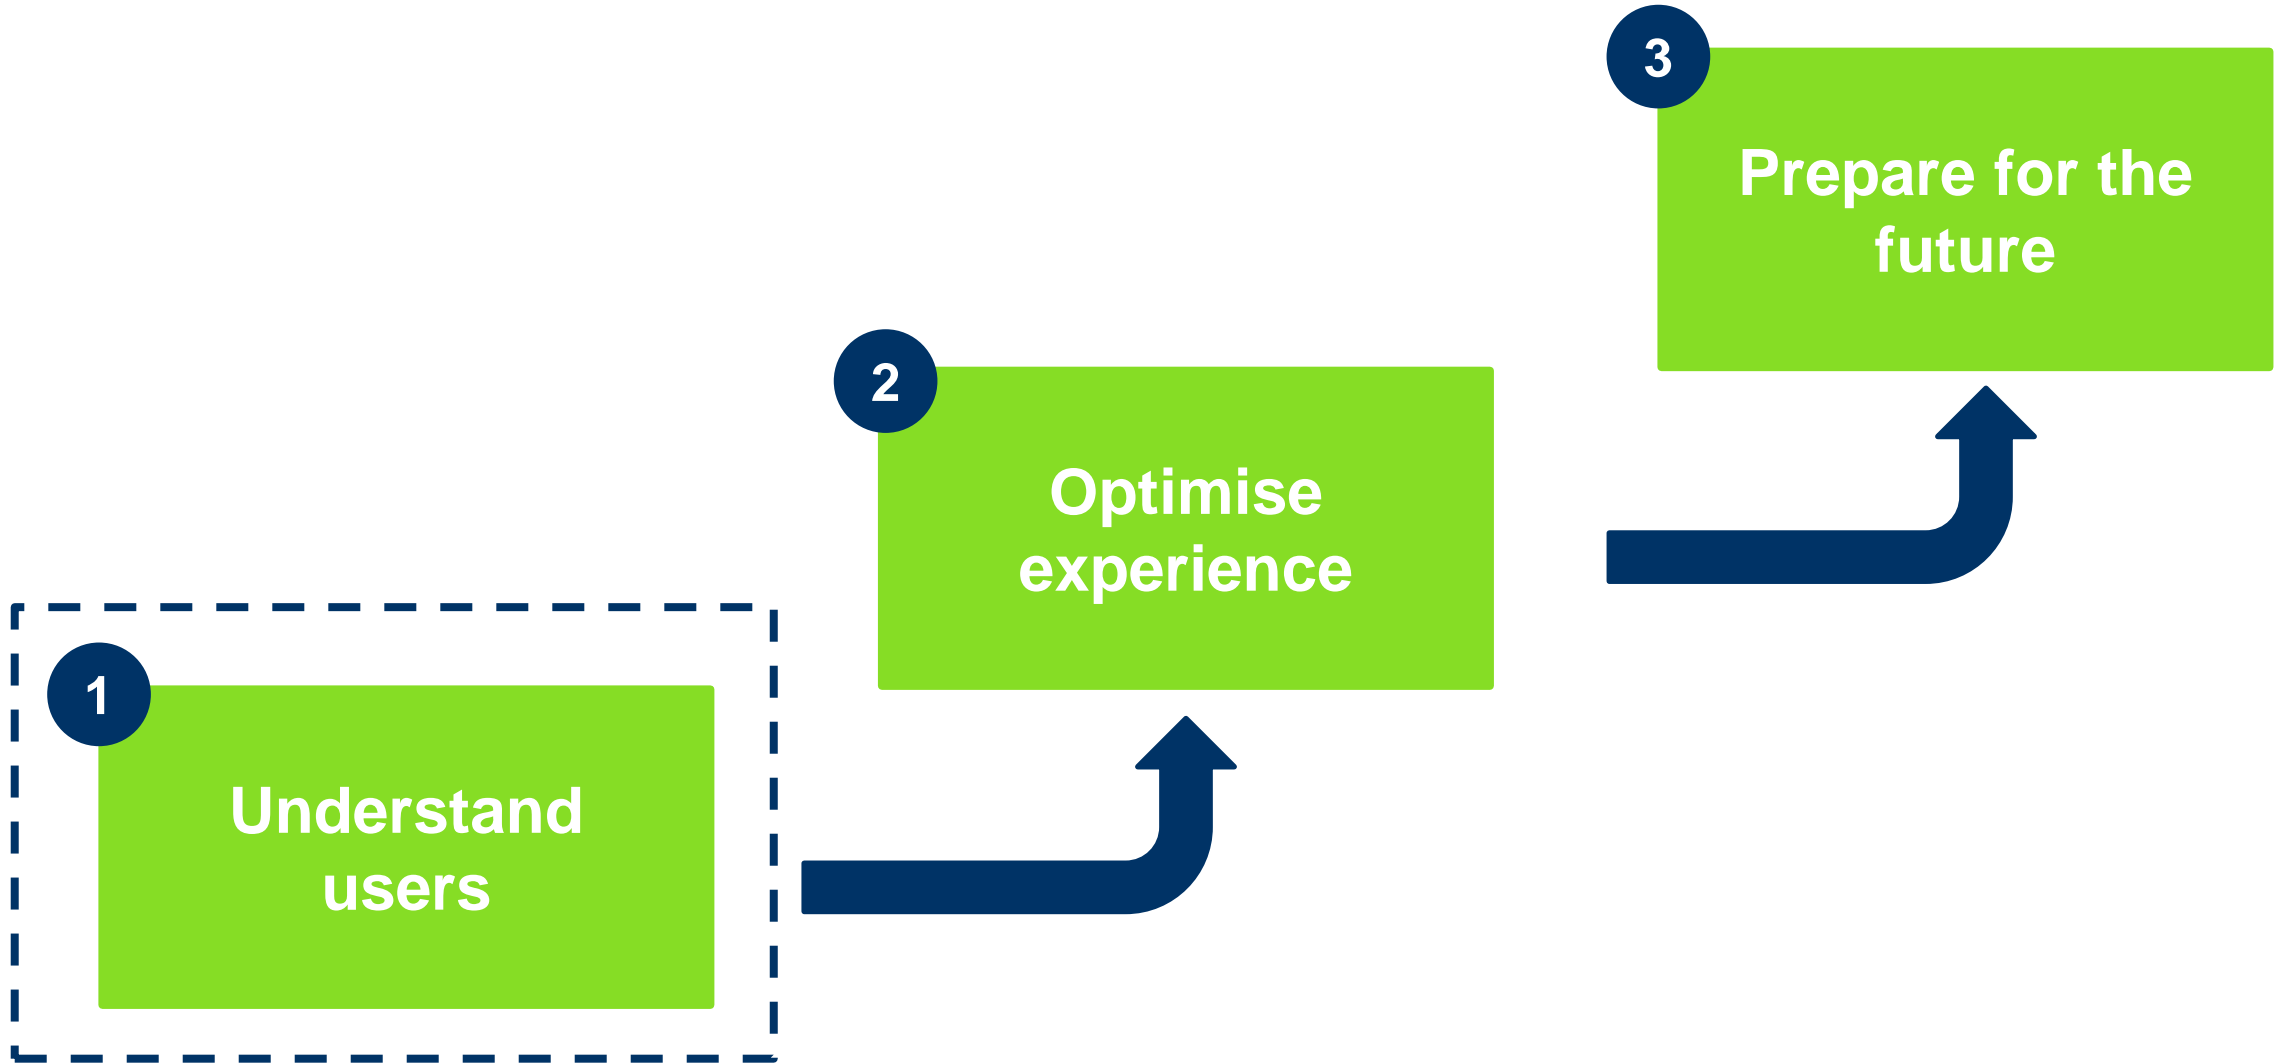 1
Understand
users
2
Optimise
experience
3
Prepare for the
future